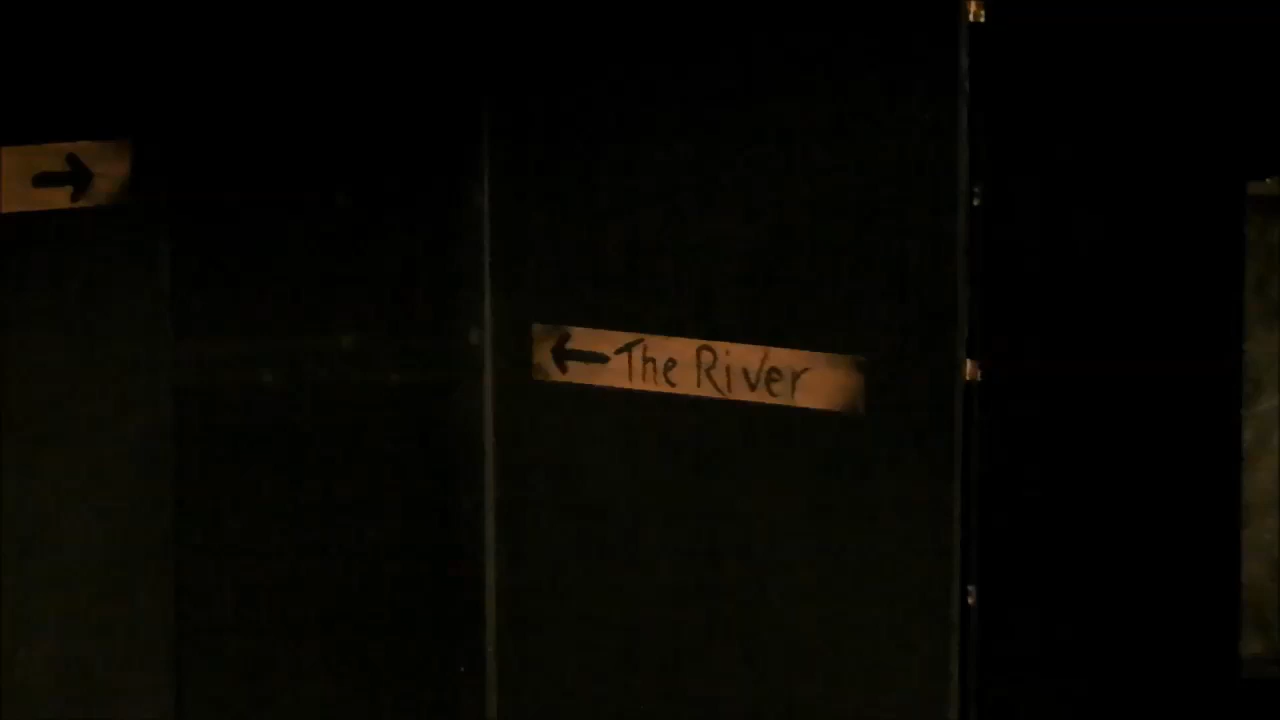 →
← The River